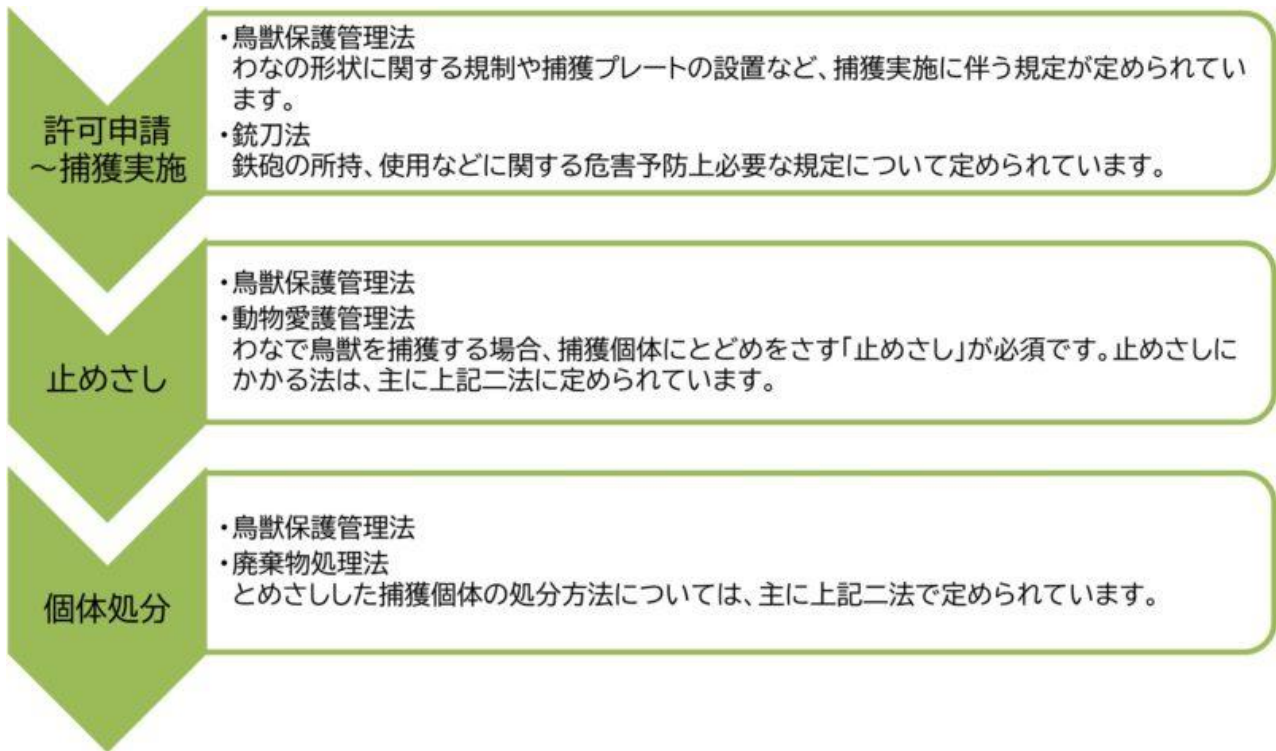 許可申請
～捕獲実施
・鳥獣保護管理法
わなの形状に関する規制や捕獲プレートの設置など、捕獲実施に伴う規定が定められてい
ます。
・銃刀法
鉄砲の所持、使用などに関する危害予防上必要な規定について定められています。
止めさし
・鳥獣保護管理法
・動物愛護管理法
わなで鳥獣を捕獲する場合、捕獲個体にとどめをさす「止めさし」が必須です。止めさしに
かかる法は、主に上記二法に定められています。
個体処分
・鳥獣保護管理法
・廃棄物処理法
とめさしした捕獲個体の処分方法については、主に上記二法で定められています。